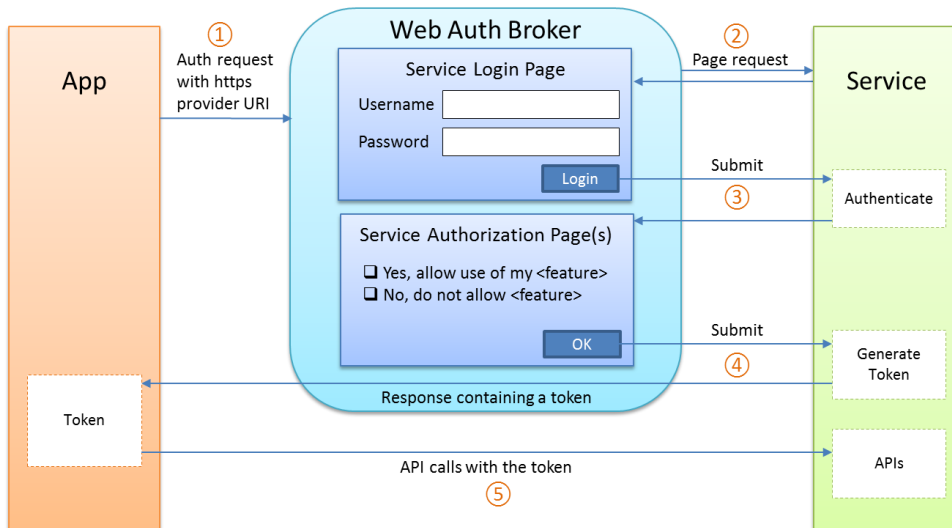 App
①
Auth request
with https
provider URI
Web Auth Broker
Service Login Page
Username
Password
Login
②
Page request
Service
Submit
③
Authenticate
Service Authorization Page(s)
❑ Yes, allow use of my <feature>
❑ No, do not allow <feature>
OK
Submit
④
Generate
Token
Response containing a token
Token
API calls with the token
⑤
APIs